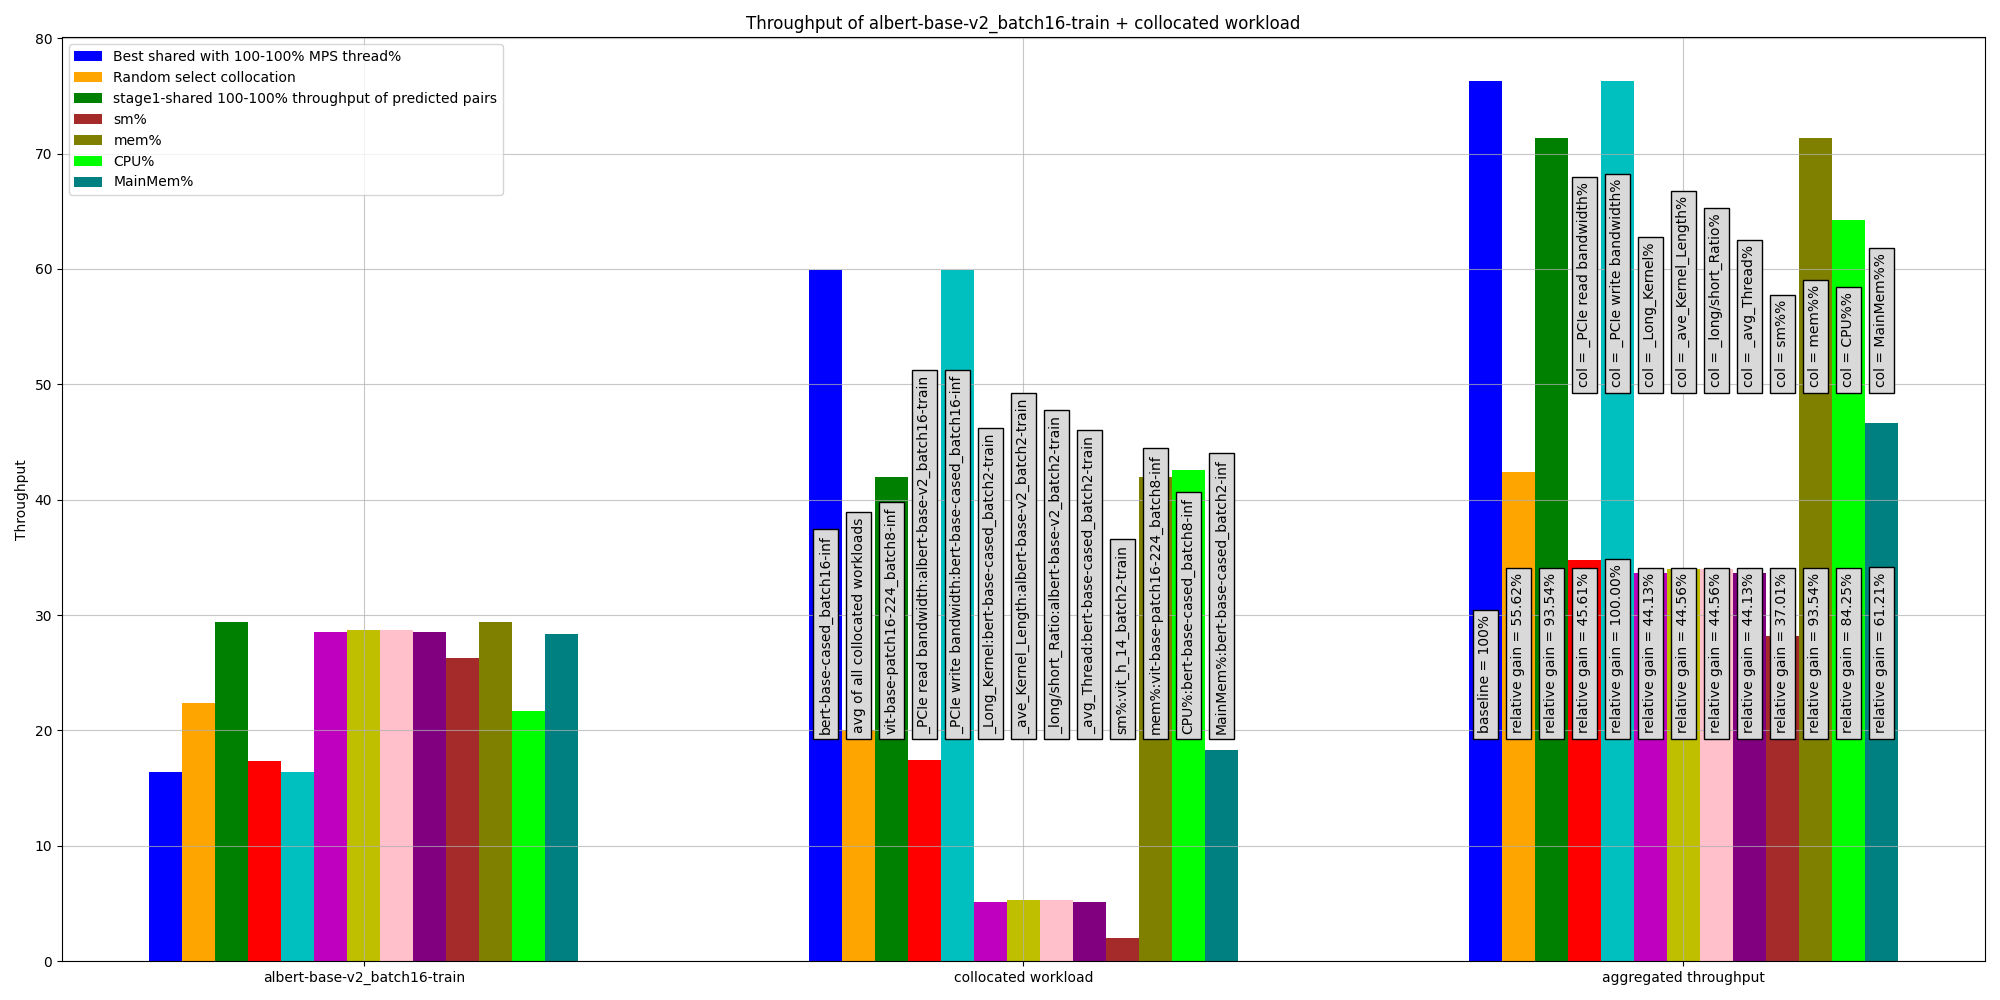 Throughput of albert-base-v2_batch16-train + collocated workload
Best shared with 100-100% MPS thread%
Random select collocation
stage1-shared 100-100% throughput of predicted pairs
sm%
mem%
CPU%
MainMem%
Throughput
80
70
60
50
40
30
20
10
0
bert-base-cased_batch16-inf
avg of all collocated workloads
vit-base-patch16-224_batch8-inf
_PCIe read bandwidth:albert-base-v2_batch16-train
_PCIe write bandwidth:bert-base-cased_batch16-inf
_Long_Kernel:bert-base-cased_batch2-train
_ave_Kernel_Length:albert-base-v2_batch2-train
_long/short_Ratio:albert-base-v2_batch2-train
_avg_Thread:bert-base-cased_batch2-train
sm%:vit_h_14_batch2-train
mem%:vit-base-patch16-224_batch8-inf
CPU%:bert-base-cased_batch8-inf
MainMem%:bert-base-cased_batch2-inf
col = _PCIe read bandwidth%
col = _PCIe write bandwidth%
col = _Long_Kernel%
col = _ave_Kernel_Length%
col = _long/short_Ratio%
col = _avg_Thread%
col = sm%%
col = mem%%
col = CPU%%
col = MainMem%%
baseline = 100%
relative gain = 55.62%
relative gain = 93.54%
relative gain = 45.61%
relative gain = 100.00%
relative gain = 44.13%
relative gain = 44.56%
relative gain = 44.56%
relative gain = 44.13%
relative gain = 37.01%
relative gain = 93.54%
relative gain = 84.25%
relative gain = 61.21%
albert-base-v2_batch16-train
collocated workload
aggregated throughput